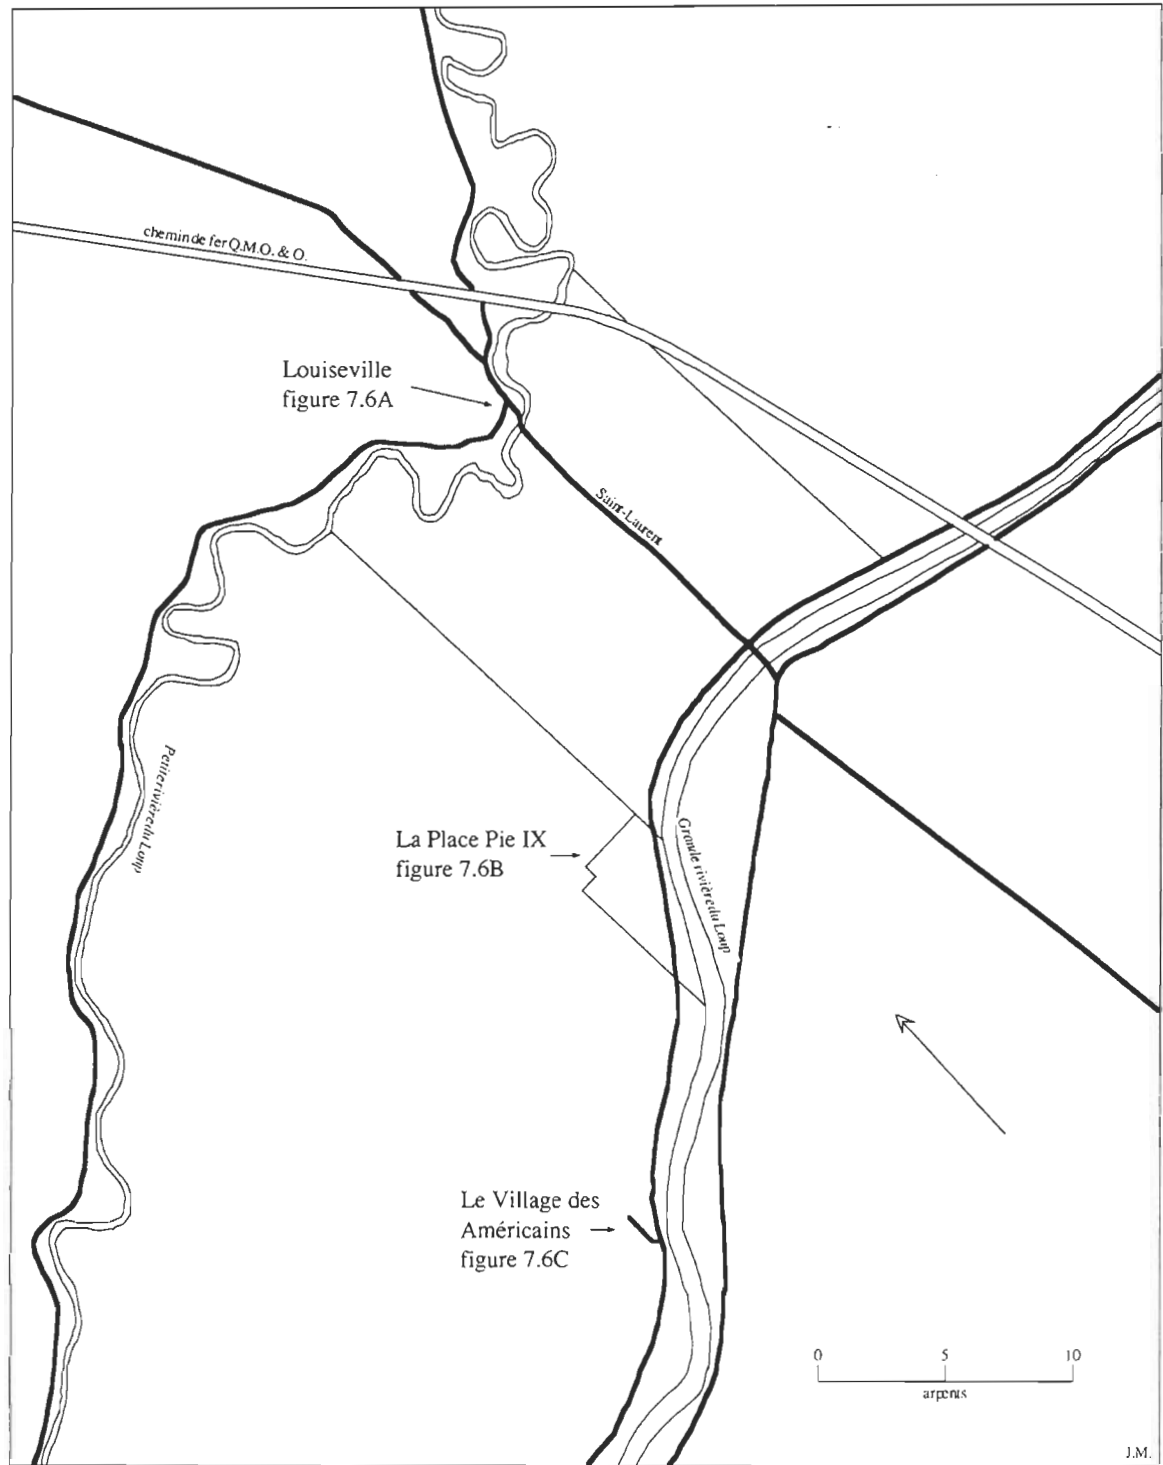 chemin de fer Q.M.O. & O.
Louiseville
figure 7.6A
Saint-Laurent
Petite rivière du Loup
La Place Pie IX
figure 7.6B
Grande rivière du Loup
Le Village des
Américains
figure 7.6C
0 5 10
arpents
J.M.